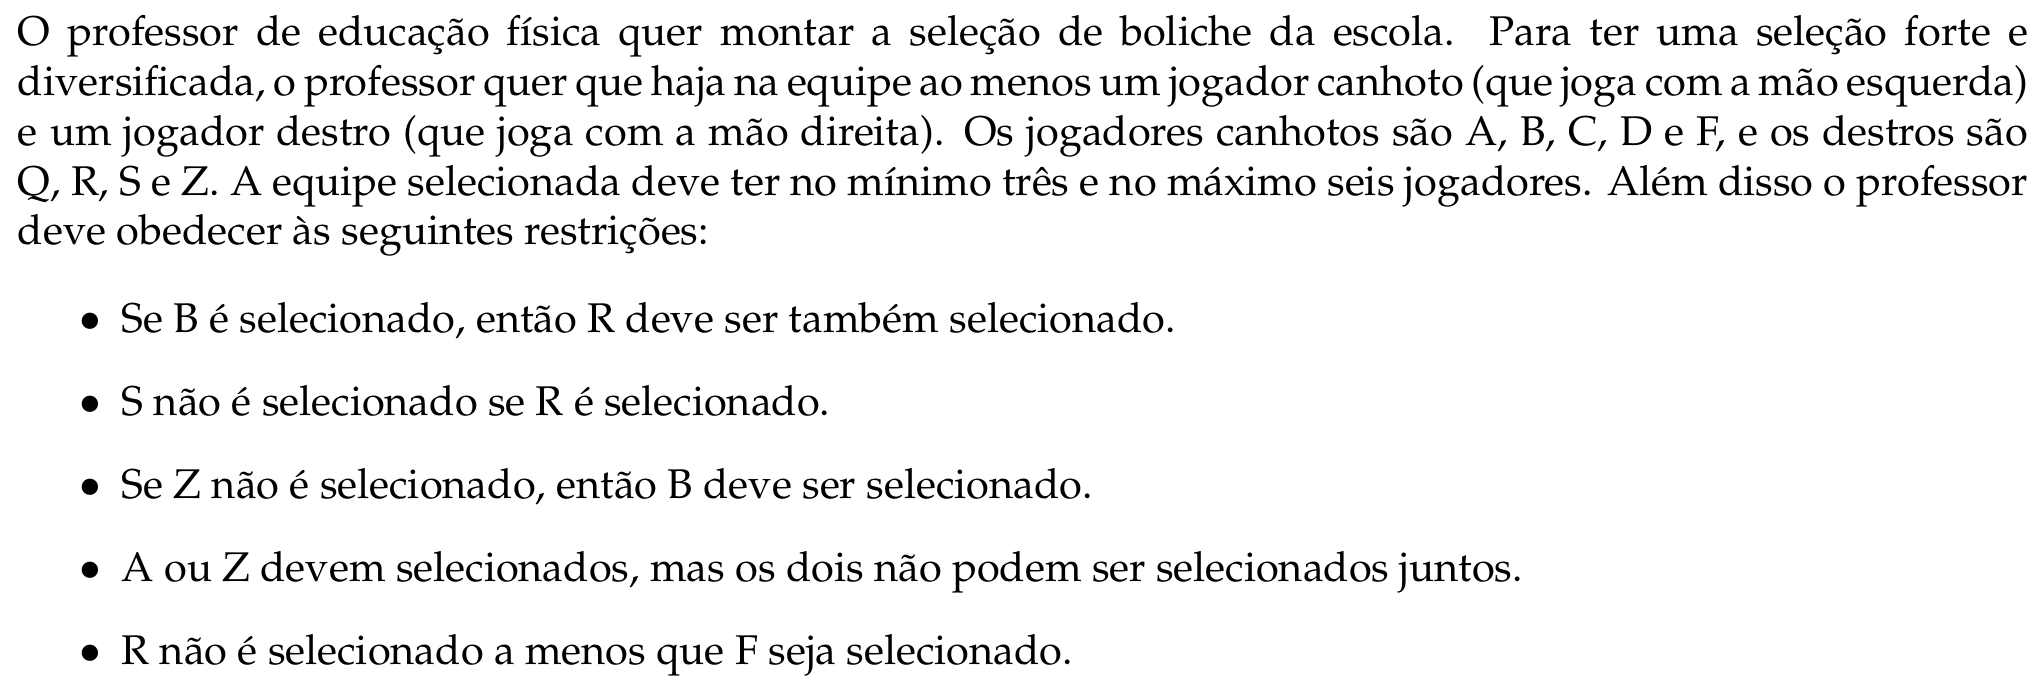 O professor de educação física quer montar a seleção de boliche da escola. Para ter uma seleção forte e
diversificada, o professor quer que haja na equipe ao menos um jogador canhoto (que joga com a mão esquerda)
e um jogador destro (que joga com a mão direita). Os jogadores canhotos são A, B, C, D e F, e os destros são
Q, R, S e Z. A equipe selecionada deve ter no mínimo três e no máximo seis jogadores. Além disso o professor
deve obedecer às seguintes restrições:
• Se B é selecionado, então R deve ser também selecionado.
• S não é selecionado se R é selecionado.
• Se Z não é selecionado, então B deve ser selecionado.
• A ou Z devem selecionados, mas os dois não podem ser selecionados juntos.
• R não é selecionado a menos que F seja selecionado.